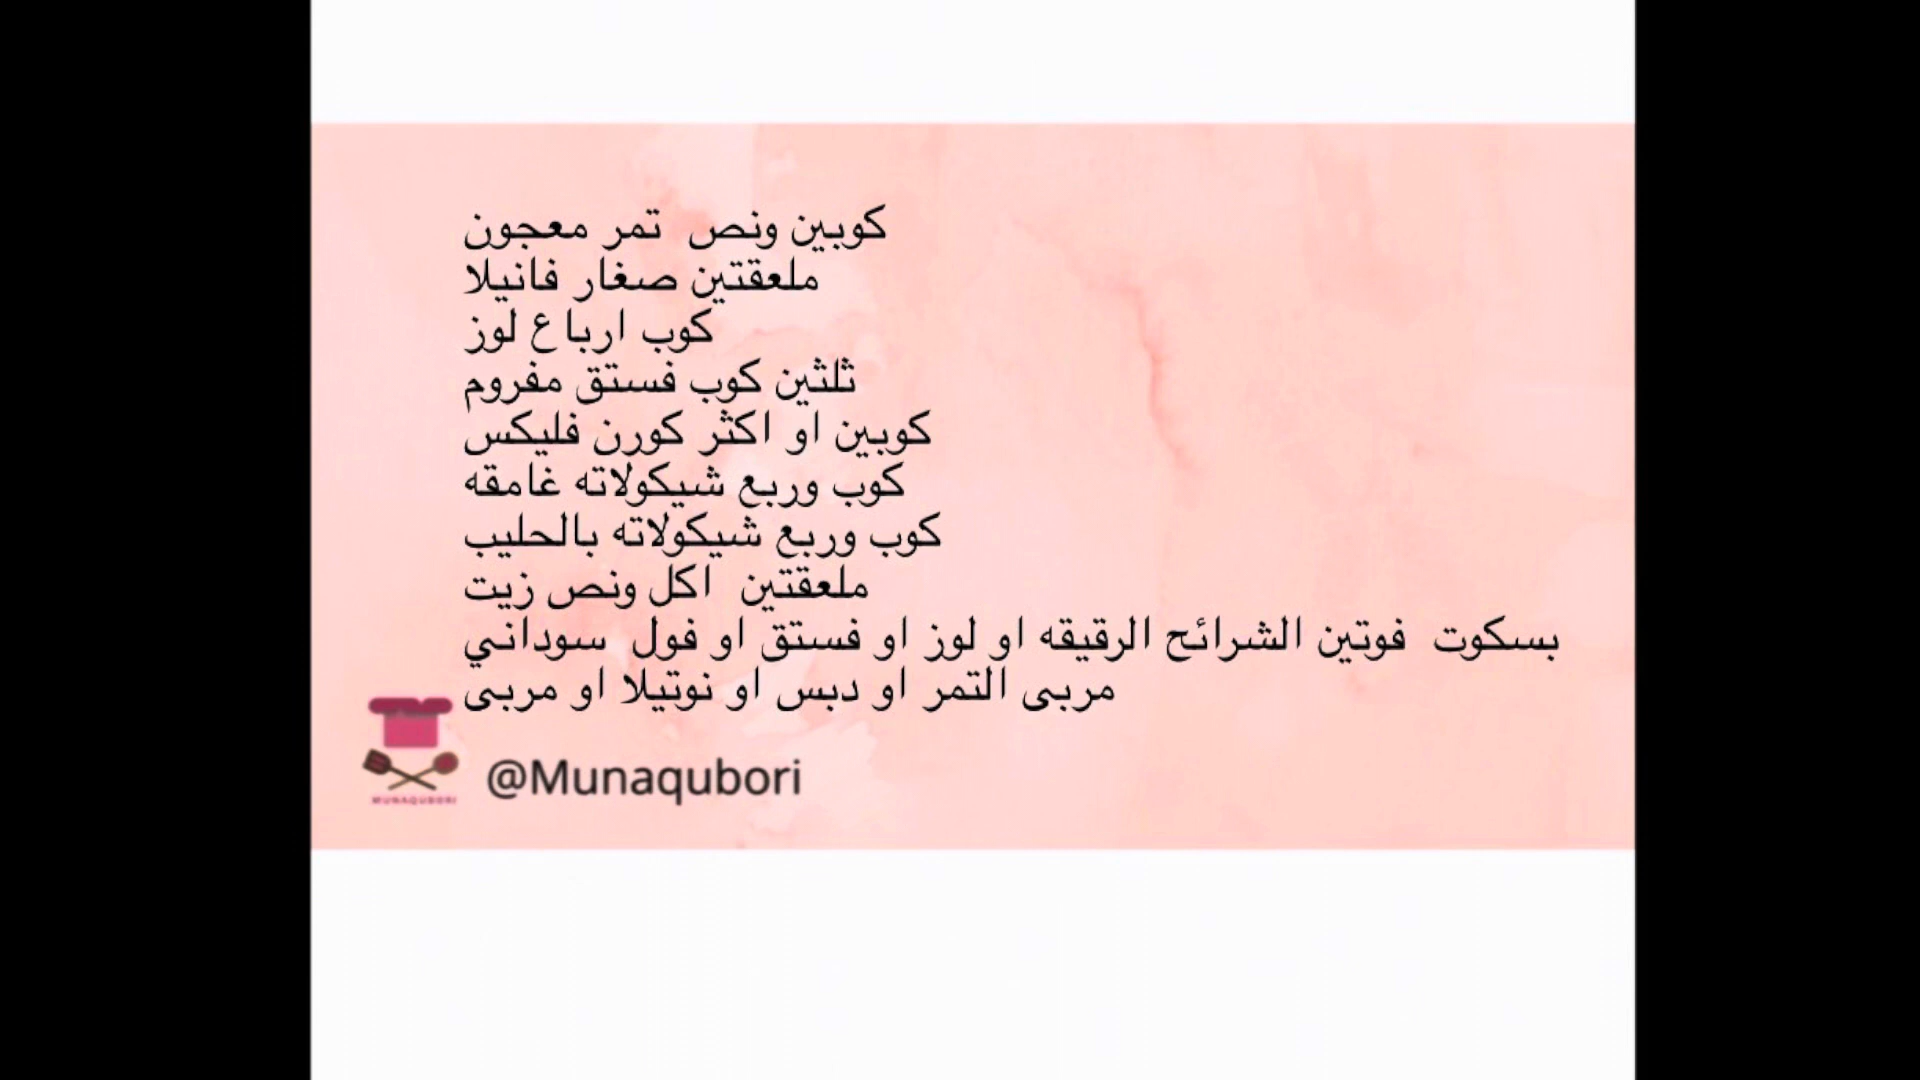 كوبين ونص تمر معجون
ملعقتين صغار فانيلا
كوب ارباع لوز
ثلثين كوب فستق مفروم
كوبين او اكثر كورن فليكس
كوب وربع شيكولاته غامقه
كوب وربع شيكولاته بالحليب
ملعقتين اكل ونص زيت
بسكوت فوتين الشرائح الرقيقه او لوز او فستق او فول سوداني
مربى التمر او دبس او نوتيلا او مربى
@Munaqubori
MUNAQUBORI